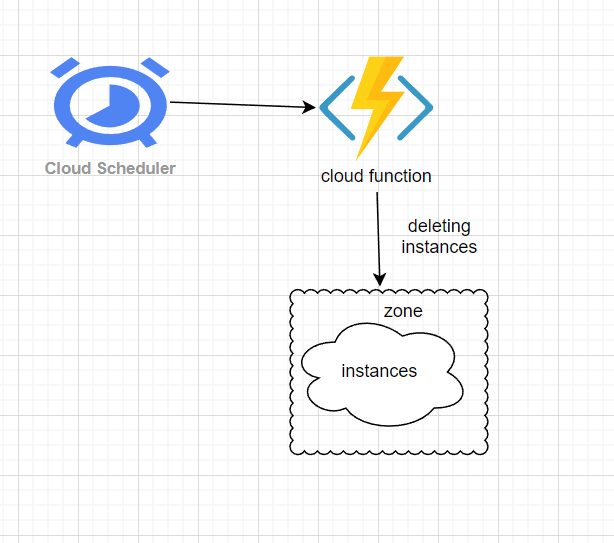 Cloud Scheduler
cloud function
deleting
instances
zone
instances